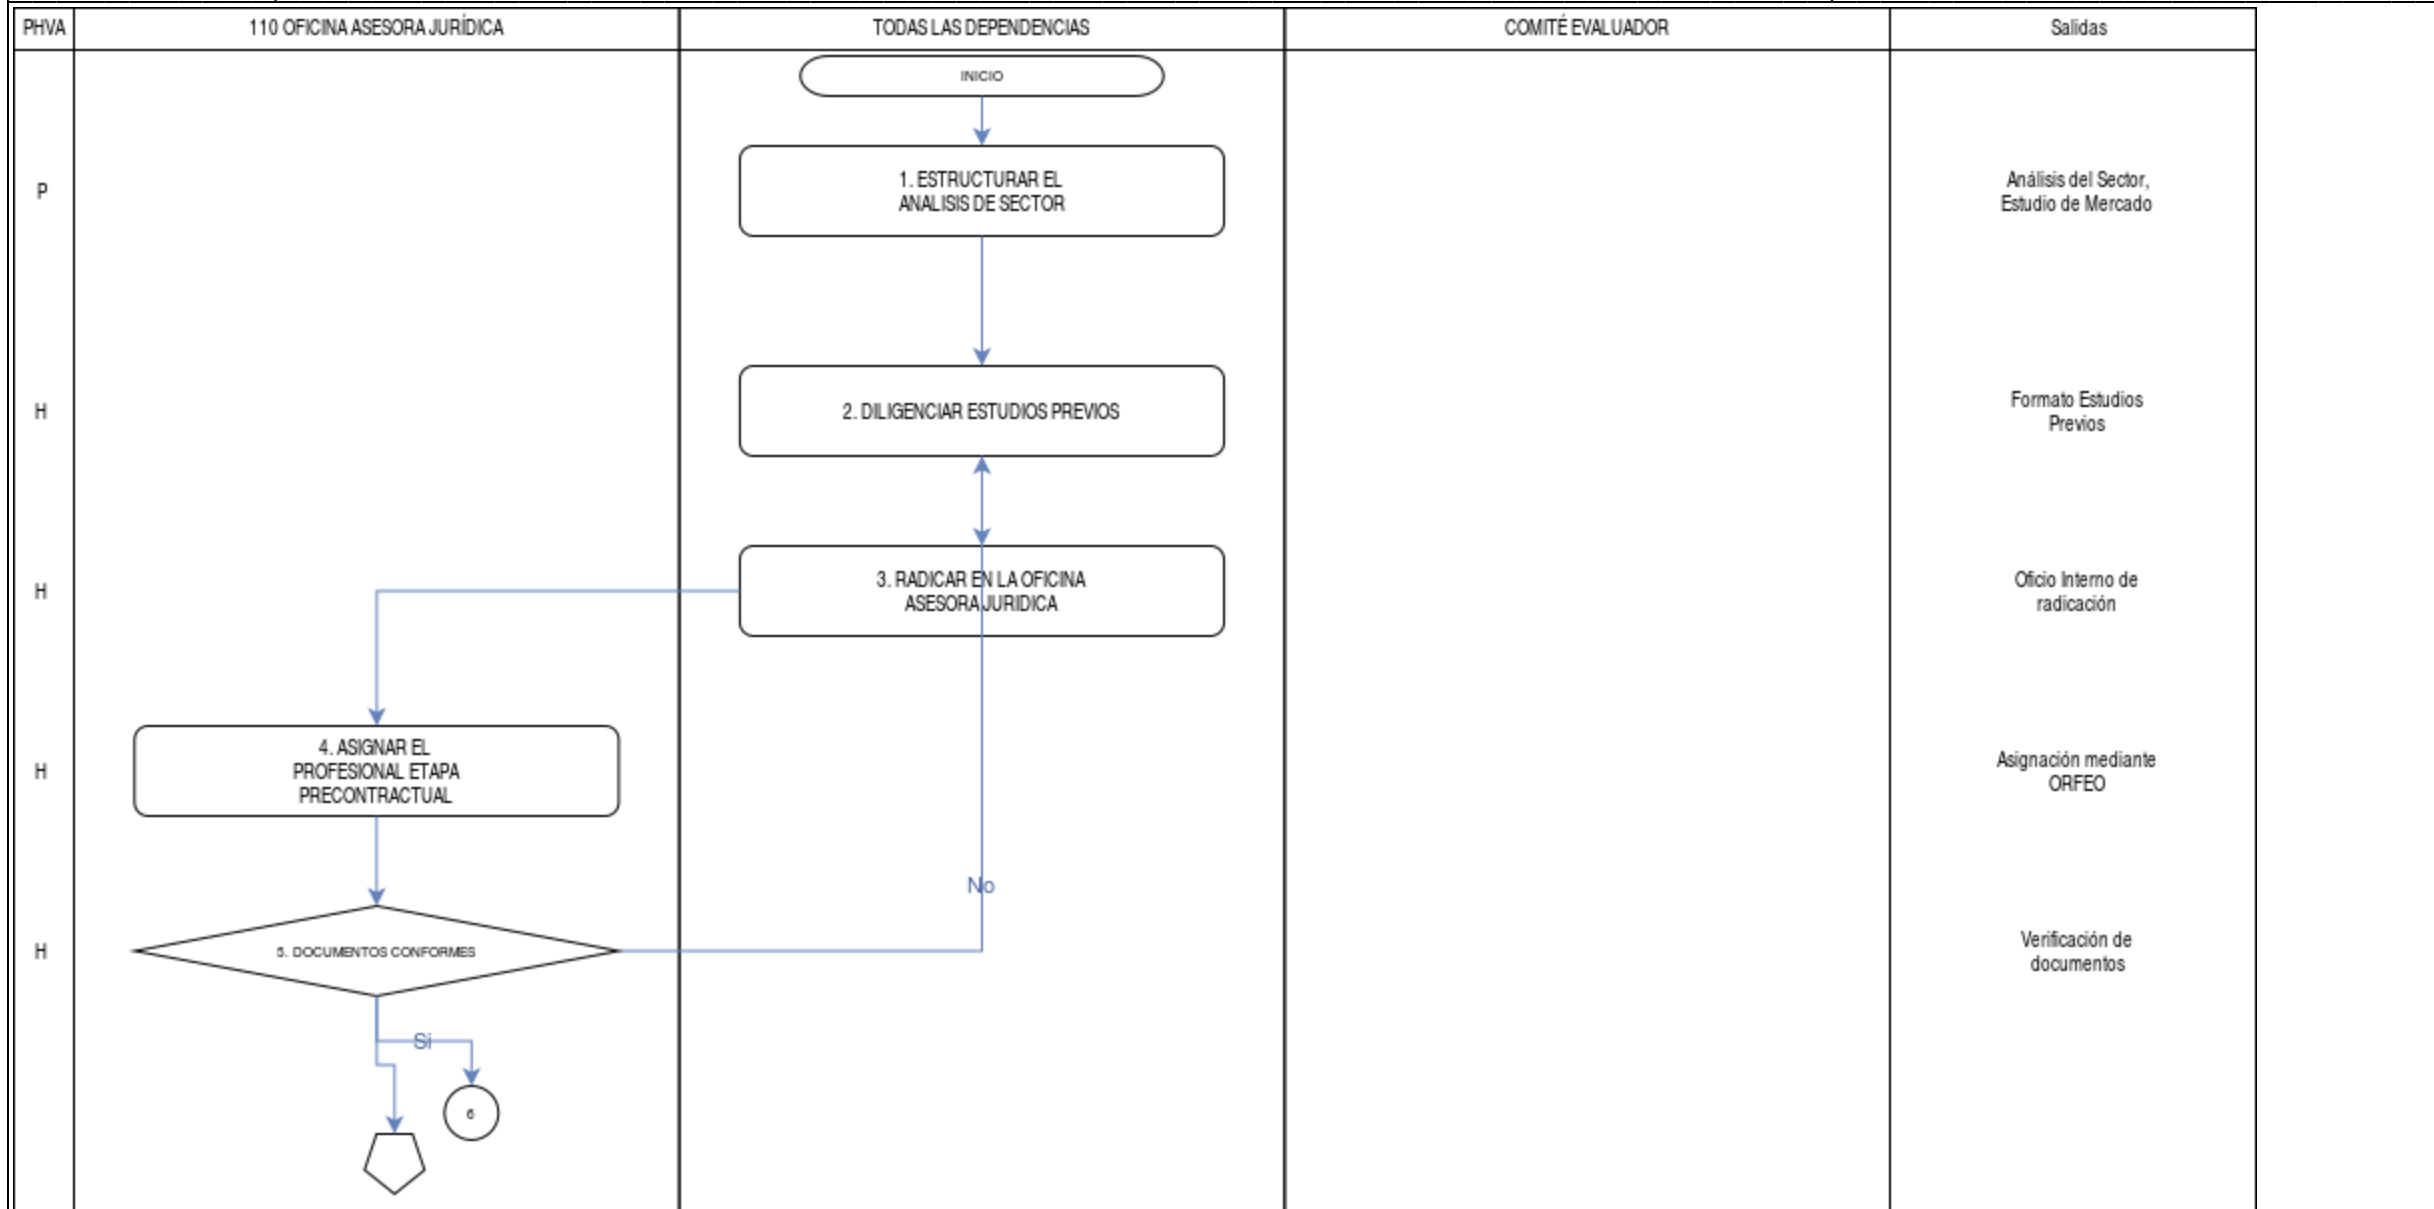 PHVA
110 OFICINA ASESORA JURÍDICA
TODAS LAS DEPENDENCIAS
COMITÉ EVALUADOR
Salidas
INICIO
P
1. ESTRUCTURAR EL
ANALISIS DE SECTOR
Análisis del Sector,
Estudio de Mercado
H
2. DILIGENCIAR ESTUDIOS PREVIOS
Formato Estudios
Previos
H
3. RADICAR EN LA OFICINA
ASESORA JURIDICA
Oficio Interno de
radicación
H
4. ASIGNAR EL
PROFESIONAL ETAPA
PRECONTRACTUAL
Asignación mediante
ORFEO
No
H
5. DOCUMENTOS CONFORMES
Verificación de
documentos
Si
6